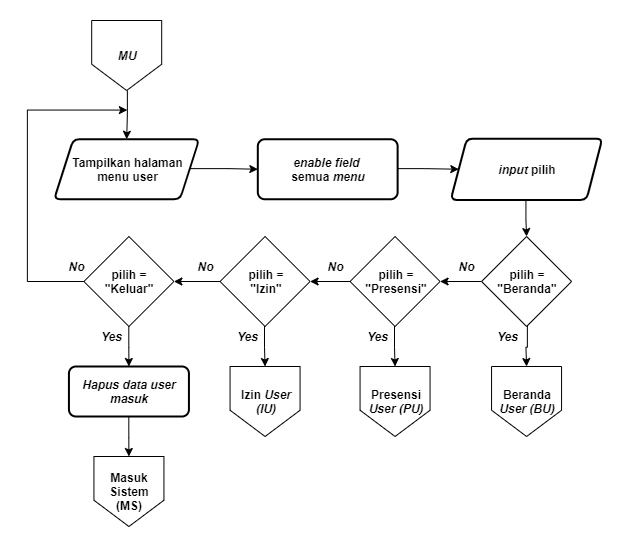 MU
Tampilkan halaman
menu user
enable field
semua menu
input pilih
No
pilih =
"Keluar"
No
pilih =
"Izin"
No
pilih =
"Presensi"
No
pilih =
"Beranda"
Yes
Yes
Yes
Yes
Hapus data user
masuk
Izin User
(IU)
Presensi
User (PU)
Beranda
User (BU)
Masuk
Sistem
(MS)